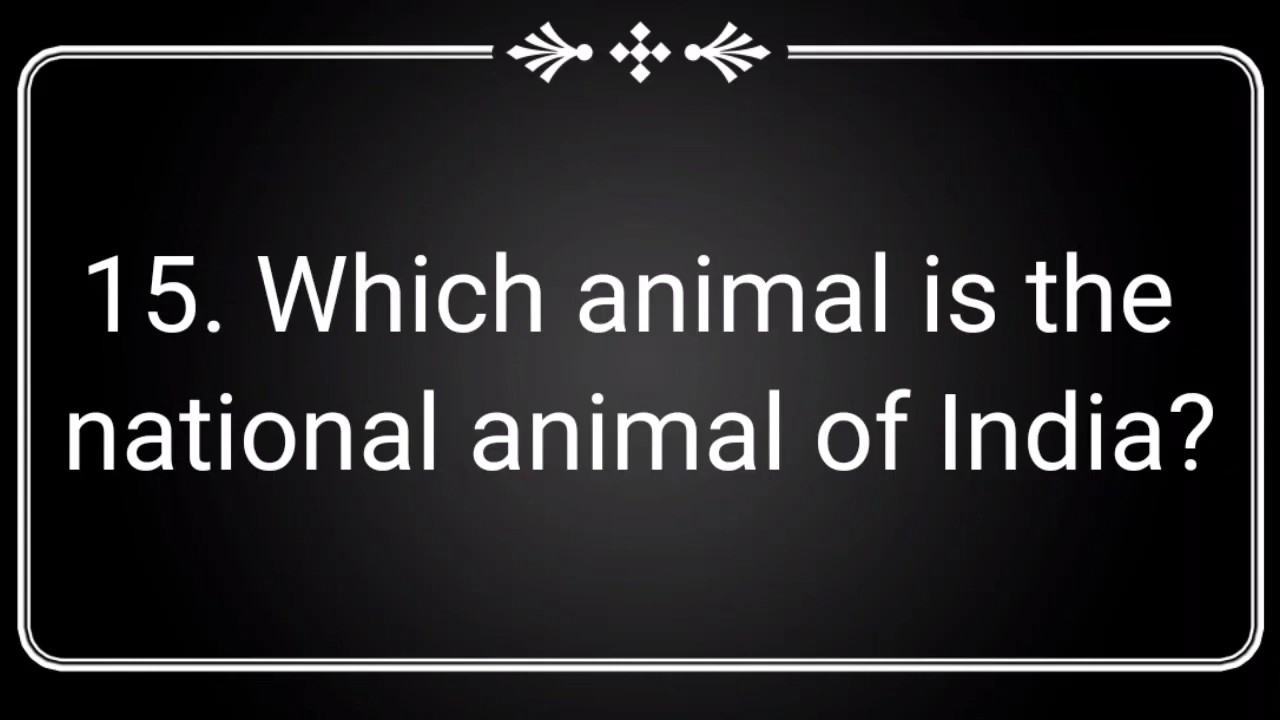 15. Which animal is the
national animal of India?